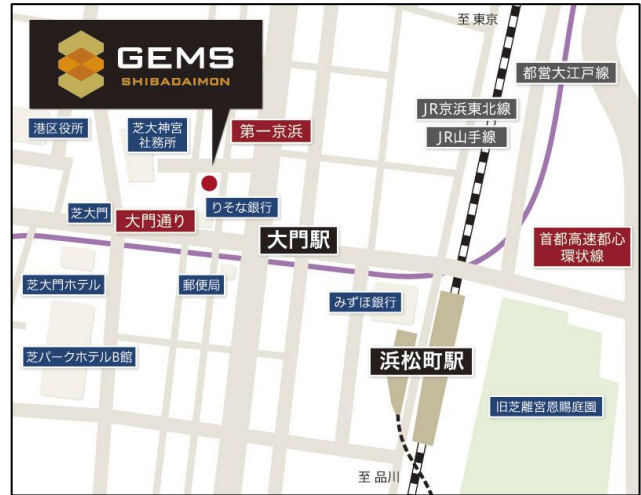 至 東京
GEMS
SHIBADAIMON
都営大江戸線
JR京浜東北線
JR山手線
港区役所
芝大神宮
社務所
第一京浜
芝大門
大門通り
りそな銀行
大門駅
首都高速都心
環状線
芝大門ホテル
郵便局
みずほ銀行
芝パークホテルB館
浜松町駅
旧芝離宮恩賜庭園
至 品川